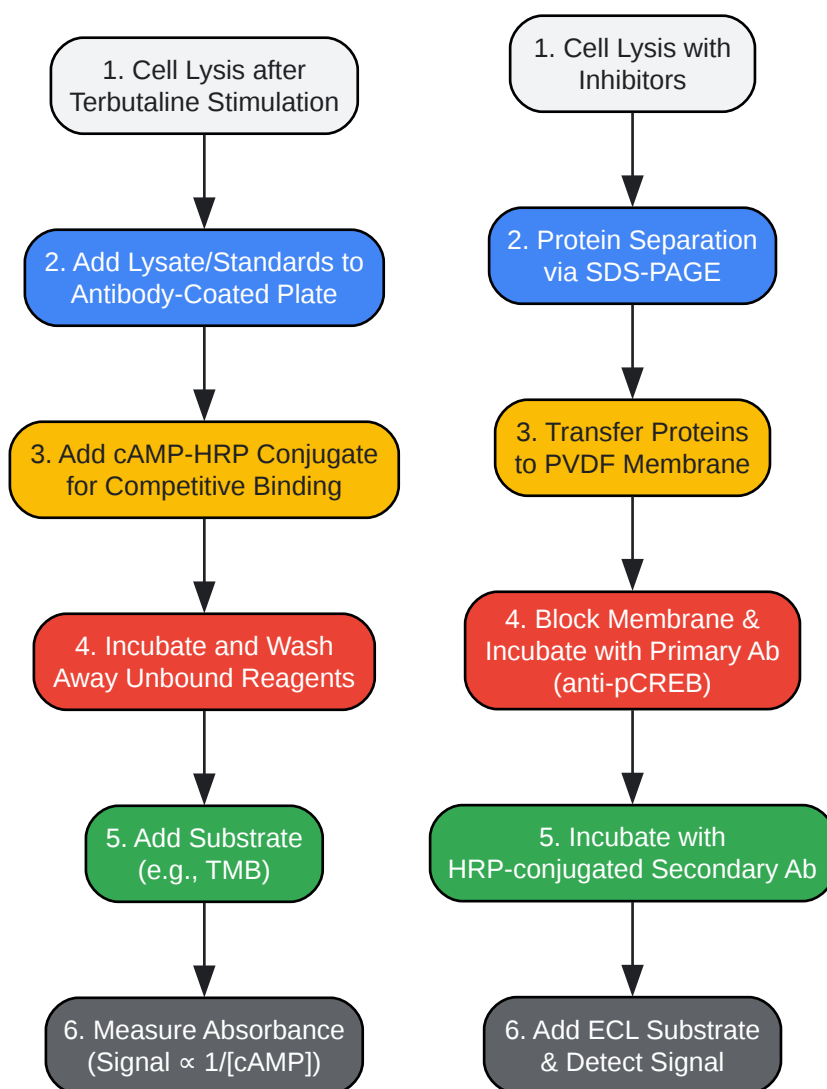 1. Cell Lysis after
Terbutaline Stimulation
2. Add Lysate/Standards to
Antibody-Coated Plate
3. Add cAMP-HRP Conjugate
for Competitive Binding
4. Incubate and Wash
Away Unbound Reagents
5. Add Substrate
(e.g., TMB)
6. Measure Absorbance
(Signal ∝ 1/[cAMP])
1. Cell Lysis with
Inhibitors
2. Protein Separation
via SDS-PAGE
3. Transfer Proteins
to PVDF Membrane
4. Block Membrane &
Incubate with Primary Ab
(anti-pCREB)
5. Incubate with
HRP-conjugated Secondary Ab
6. Add ECL Substrate
& Detect Signal